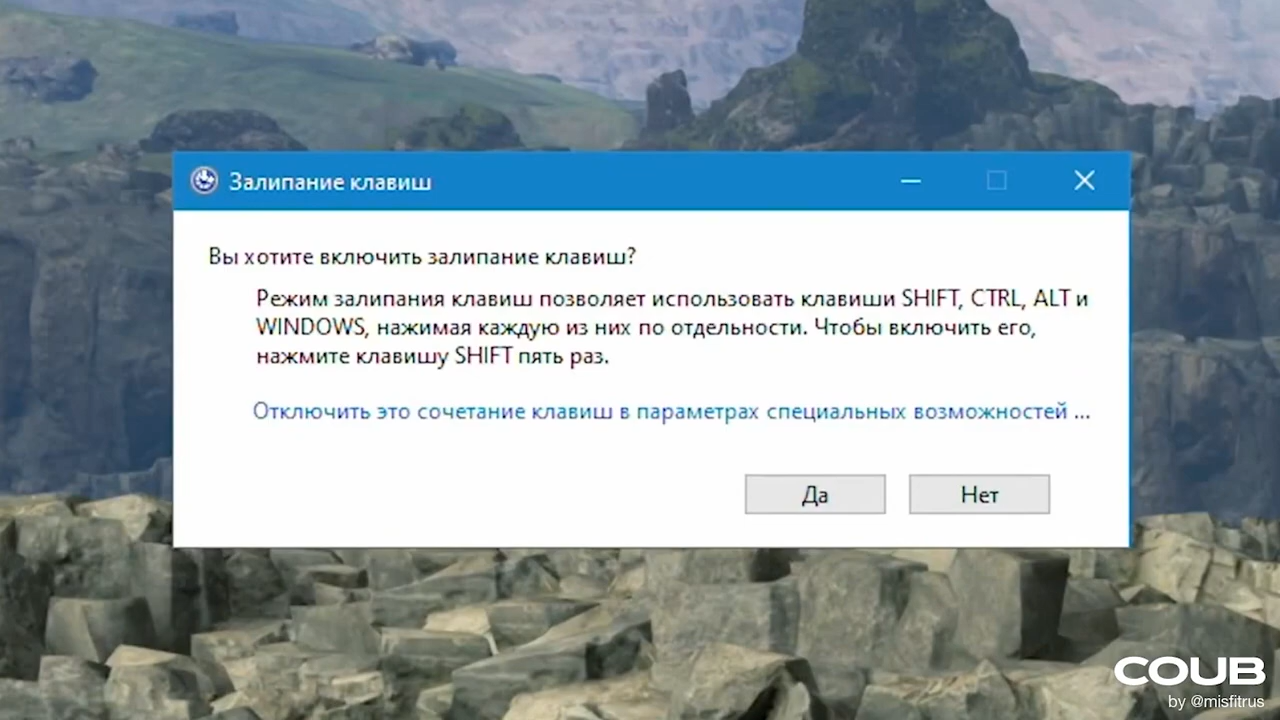 Залипание клавиш
Вы хотите включить залипание клавиш?
Режим залипания клавиш позволяет использовать клавиши SHIFT, CTRL, ALT и
WINDOWS, нажимая каждую из них по отдельности. Чтобы включить его,
нажмите клавишу SHIFT пять раз.
Отключить это сочетание клавиш в параметрах специальных возможностей ...
Да Нет
COUB
by @misfitrus